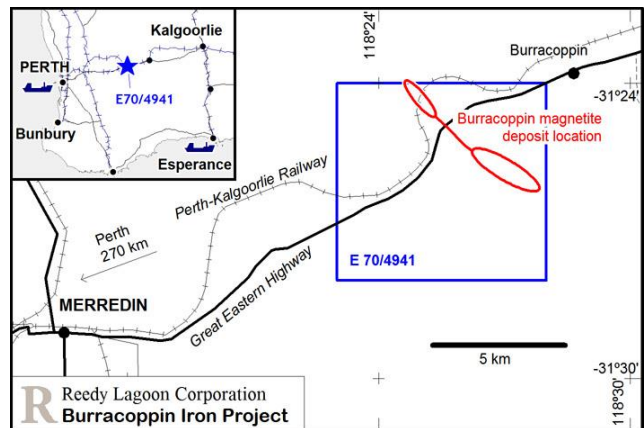 Kalgoorlie
PERTH
E70/4941
Bunbury
Esperance
118°24'
Burracoppin
-31°24'
Burracoppin magnetite
deposit location
Perth-Kalgoorlie Railway
Perth
270 km
Great Eastern Highway
E 70/4941
MERREDIN
5 km
-31°30'
118°30'
R Reedy Lagoon Corporation
Burracoppin Iron Project